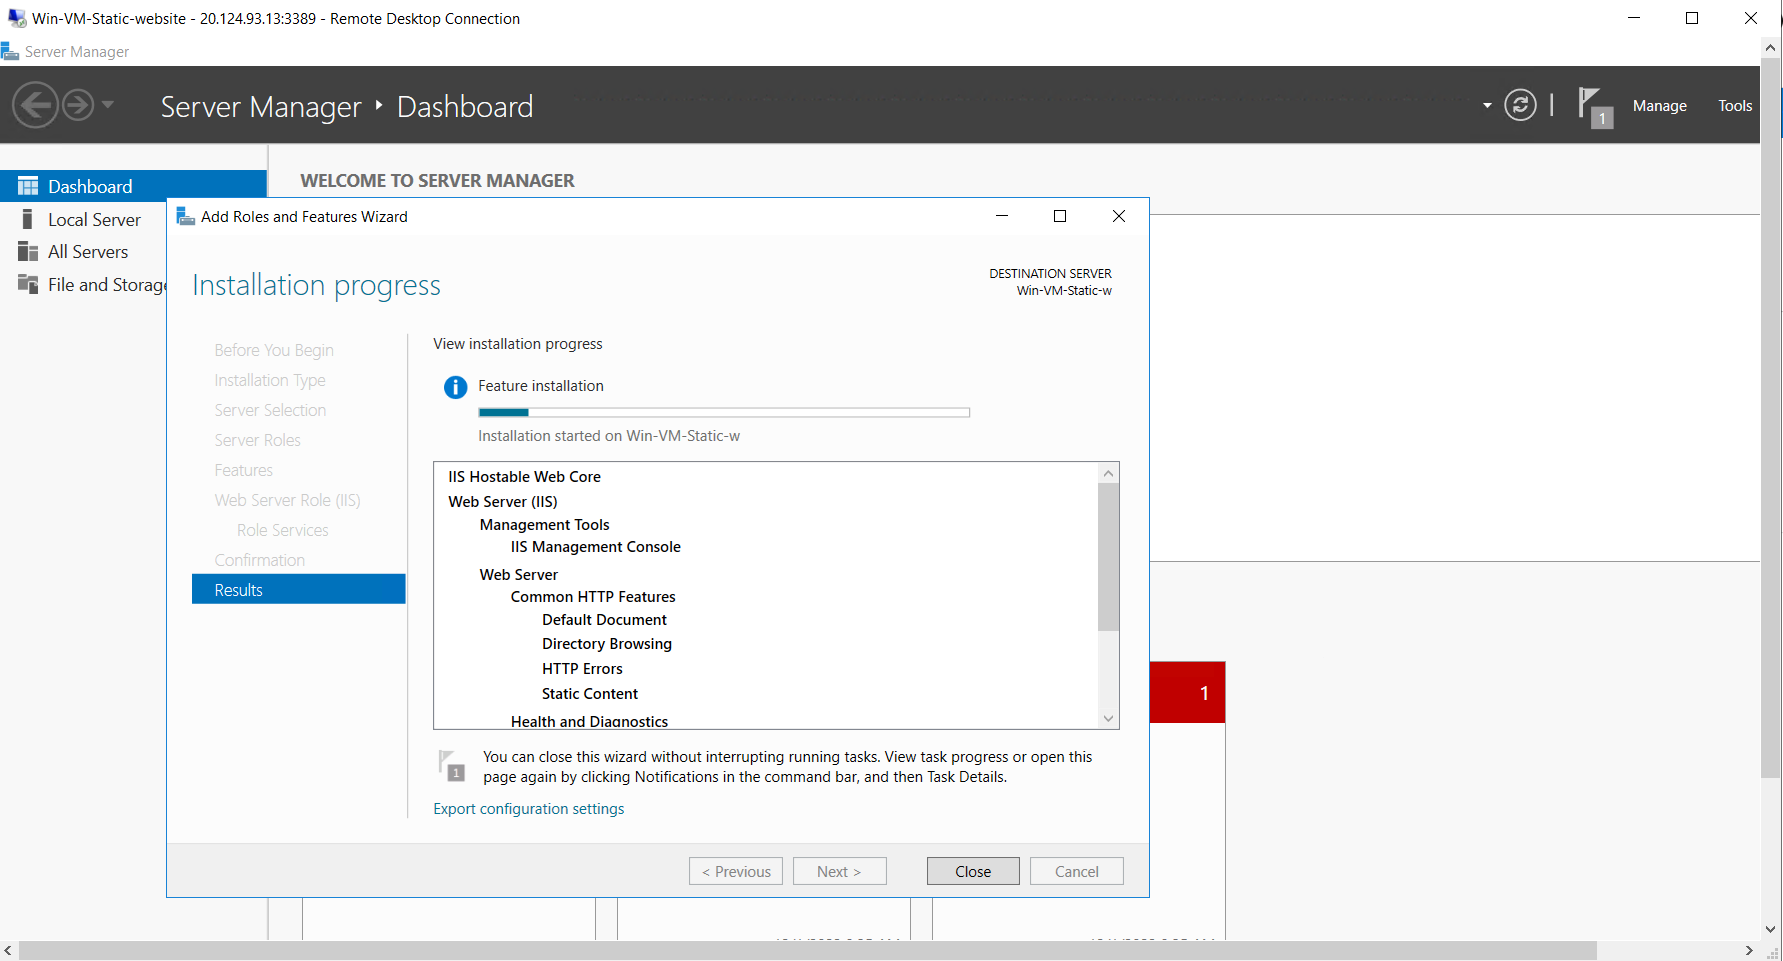 Win-VM-Static-website - 20.124.93.13:3389 - Remote Desktop Connection
Server Manager
Server Manager ‣ Dashboard
1
Manage
Tools
Dashboard
Local Server
All Servers
File and Storage
WELCOME TO SERVER MANAGER
Add Roles and Features Wizard
Installation progress
DESTINATION SERVER
Win-VM-Static-w
Before You Begin
Installation Type
Server Selection
Server Roles
Features
Web Server Role (IIS)
Role Services
Confirmation
Results
View installation progress
Feature installation
Installation started on Win-VM-Static-w
IIS Hostable Web Core
Web Server (IIS)
Management Tools
IIS Management Console
Web Server
Common HTTP Features
Default Document
Directory Browsing
HTTP Errors
Static Content
Health and Diagnostics
1
You can close this wizard without interrupting running tasks. View task progress or open this
page again by clicking Notifications in the command bar, and then Task Details.
Export configuration settings
< Previous
Next >
Close
Cancel
1